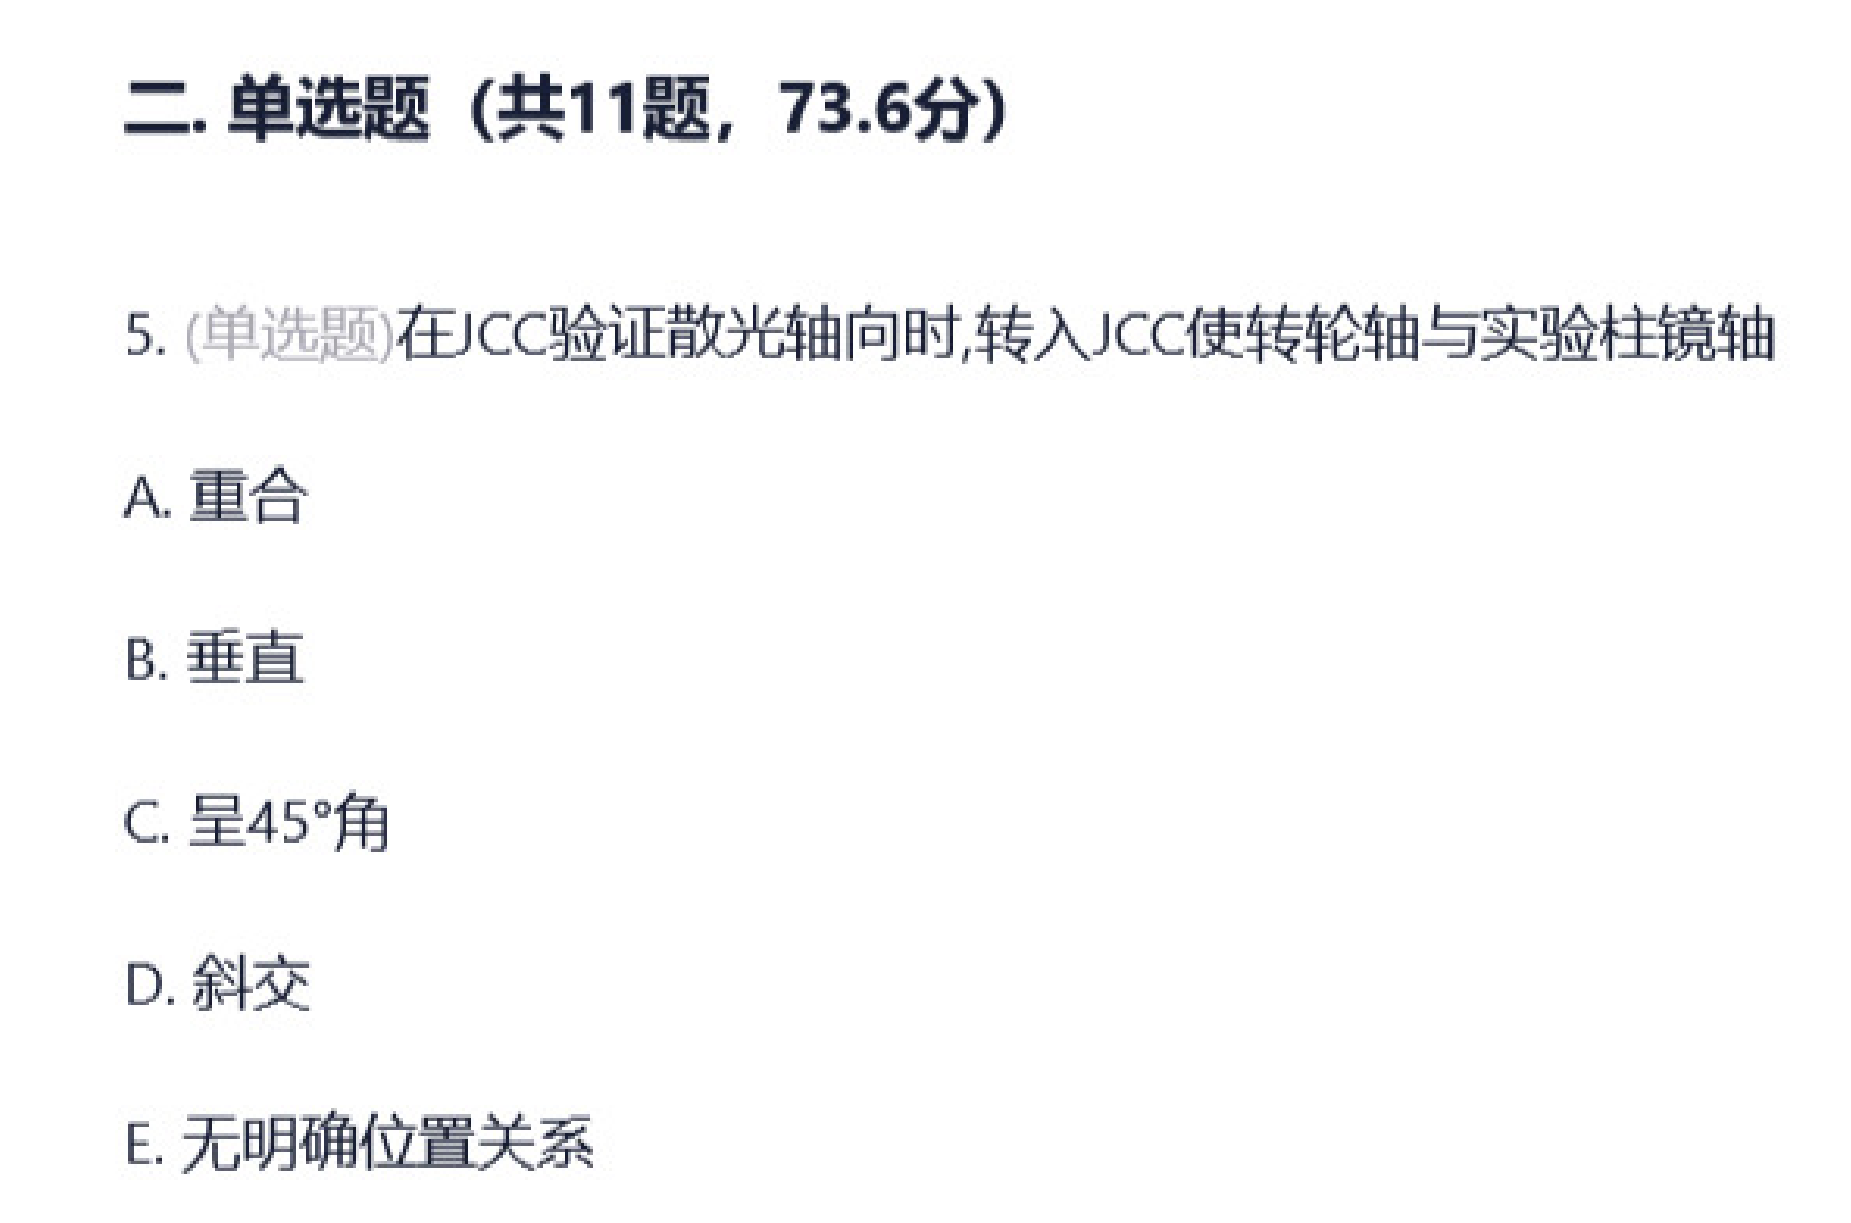 二. 单选题（共11题，73.6分）
5. (单选题)在JCC验证散光轴向时,转入JCC使转轮轴与实验柱镜轴
A. 重合
B. 垂直
C. 呈45°角
D. 斜交
E. 无明确位置关系